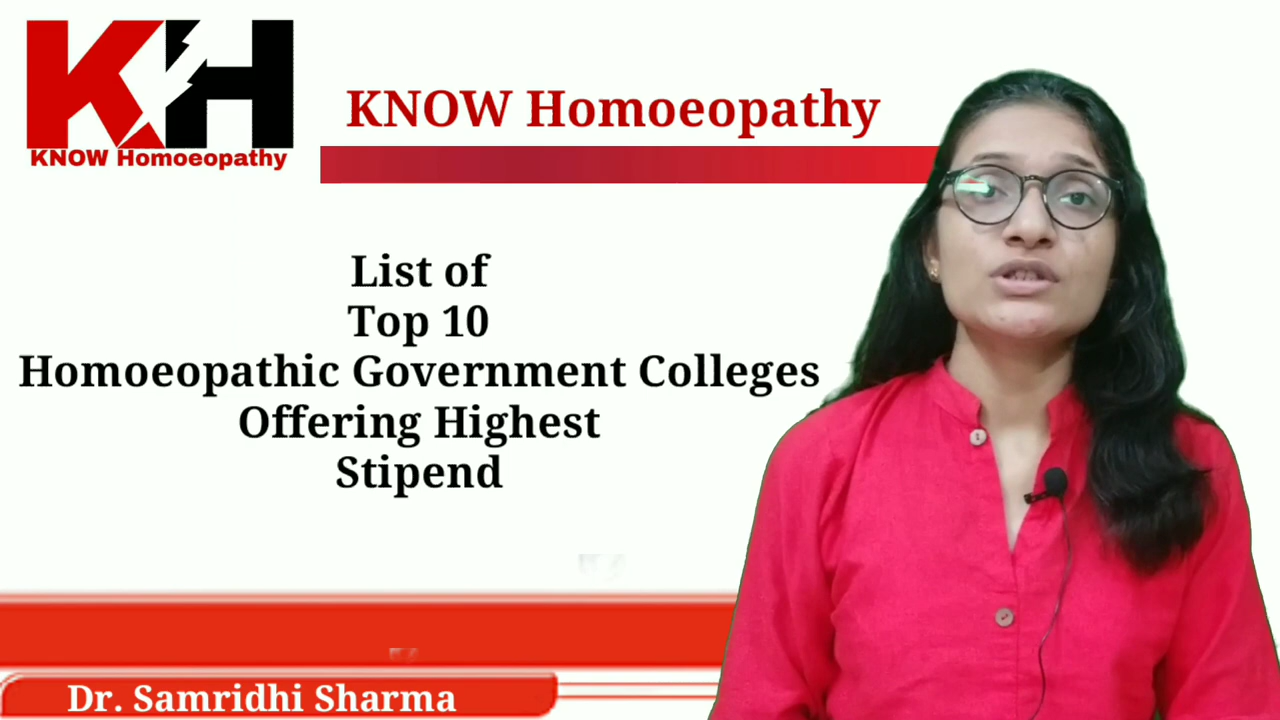 KH
KNOW Homoeopathy
KNOW Homoeopathy
List of
Top 10
Homoeopathic Government Colleges
Offering Highest
Stipend
Dr. Samridhi Sharma